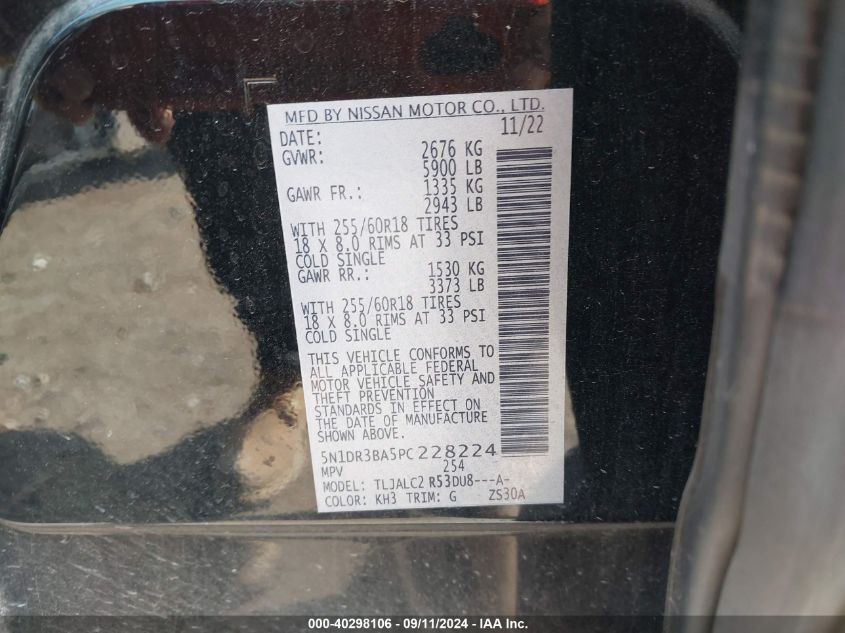 MFD BY NISSAN MOTOR CO., LTD.
DATE: 11/22
GVWR: 2676 KG
5900 LB
GAWR FR.: 1335 KG
2943 LB
WITH 255/60R18 TIRES
18 X 8.0 RIMS AT 33 PSI
COLD SINGLE
GAWR RR.: 1530 KG
3373 LB
WITH 255/60R18 TIRES
18 X 8.0 RIMS AT 33 PSI
COLD SINGLE
THIS VEHICLE CONFORMS TO
ALL APPLICABLE FEDERAL
MOTOR VEHICLE SAFETY AND
THEFT PREVENTION
STANDARDS IN EFFECT ON
THE DATE OF MANUFACTURE
SHOWN ABOVE.
5N1DR3BA5PC228224
MPV 254
MODEL: TLJALC2 R53DU8---A-
COLOR: KH3 TRIM: G ZS30A
000-40298106 - 09/11/2024 - IAA Inc.